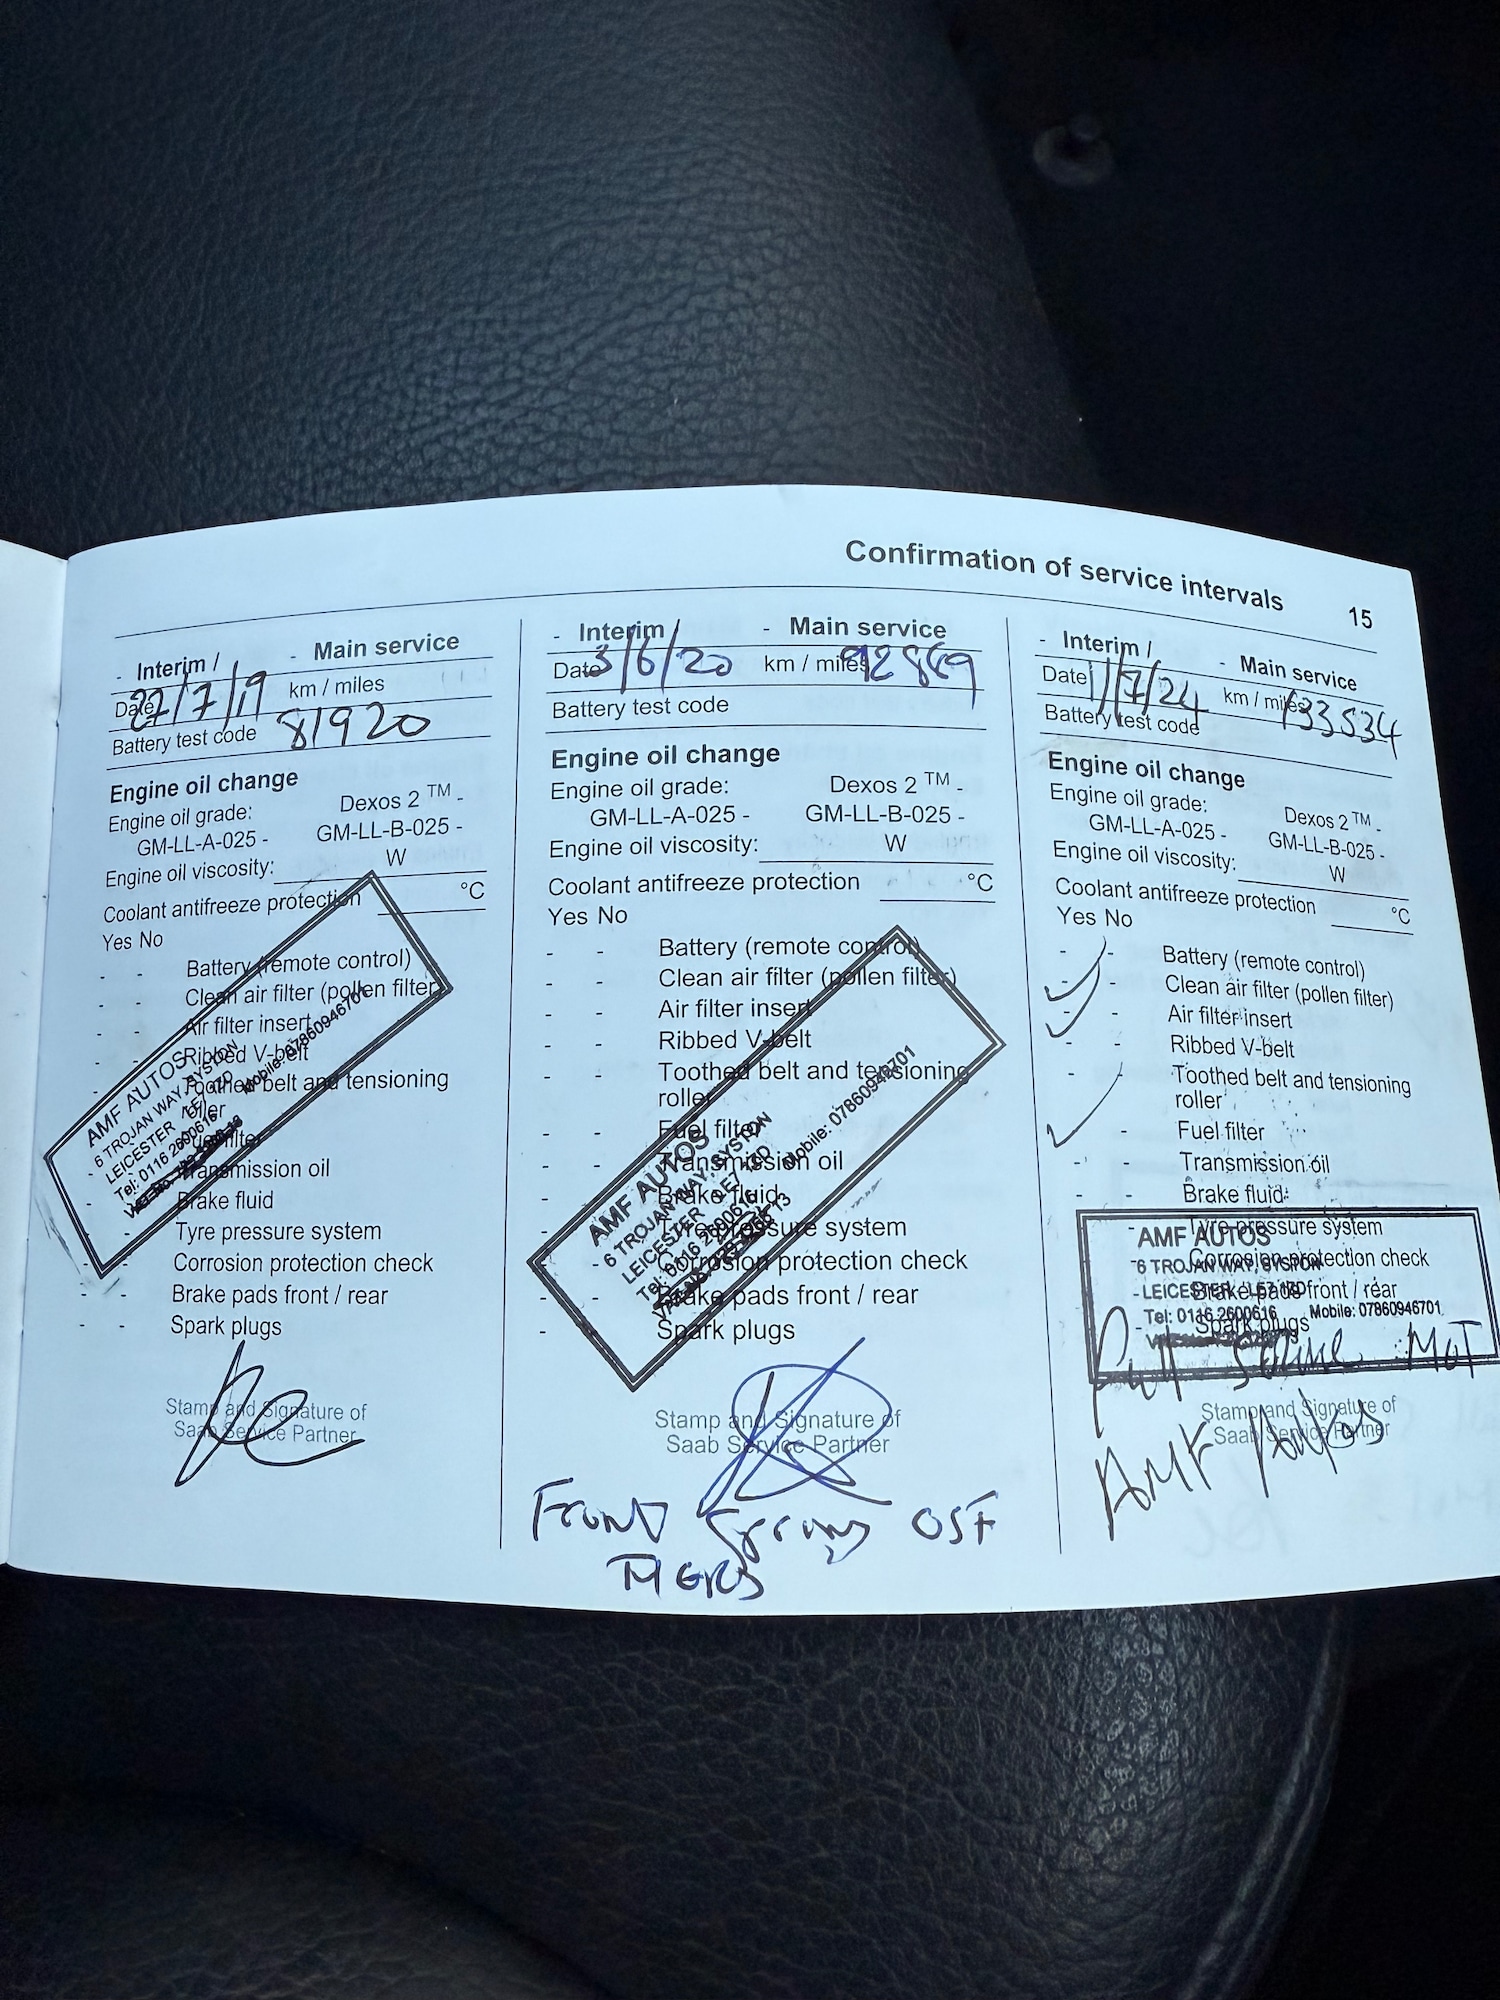 Confirmation of service intervals
15
- Interim / - Main service
Date 27/7/19 km / miles
Battery test code 81920
Engine oil change
Engine oil grade: Dexos 2 TM -
GM-LL-A-025 - GM-LL-B-025 -
Engine oil viscosity: W
Coolant antifreeze protection °C
Yes No
- - Battery (remote control)
- - Clean air filter (pollen filter)
- - Air filter insert
- - Ribbed V-belt
- - Toothed belt and tensioning
roller
- - Fuel filter
- - Transmission oil
- - Brake fluid
- - Tyre pressure system
- - Corrosion protection check
- - Brake pads front / rear
- - Spark plugs
AMF AUTOS
6 TROJAN WAY, SYSTON
LEICESTER LE7
Tel: 0116 2600616 Mobile: 07860946701
Stamp and Signature of
Saab Service Partner
- Interim / - Main service
Date 3/6/20 km / miles 92889
Battery test code
Engine oil change
Engine oil grade: Dexos 2 TM -
GM-LL-A-025 - GM-LL-B-025 -
Engine oil viscosity: W
Coolant antifreeze protection °C
Yes No
- - Battery (remote control)
- - Clean air filter (pollen filter)
- - Air filter insert
- - Ribbed V-belt
- - Toothed belt and tensioning
roller
- - Fuel filter
- - Transmission oil
- - Brake fluid
- - Tyre pressure system
- - Corrosion protection check
- - Brake pads front / rear
- - Spark plugs
AMF AUTOS
6 TROJAN WAY, SYSTON
LEICESTER LE7
Tel: 0116 2600616 Mobile: 07860946701
Stamp and Signature of
Saab Service Partner
FRONT Spring OSF
- Interim / - Main service
Date 1/7/24 km / miles 133534
Battery test code
Engine oil change
Engine oil grade: Dexos 2 TM -
GM-LL-A-025 - GM-LL-B-025 -
Engine oil viscosity: W
Coolant antifreeze protection °C
Yes No
- - Battery (remote control)
- Clean air filter (pollen filter)
- Air filter insert
- - Ribbed V-belt
- - Toothed belt and tensioning
roller
- Fuel filter
- - Transmission oil
- - Brake fluid
- Tyre pressure system
- Corrosion protection check
- Brake pads front / rear
- Spark plugs
AMF AUTOS
6 TROJAN WAY, SYSTON
LEICESTER LE7 1
Tel: 0116 2600616 Mobile: 07860946701
Full Service MOT
Stamp and Signature of
Saab Service Partner
AMF Autos